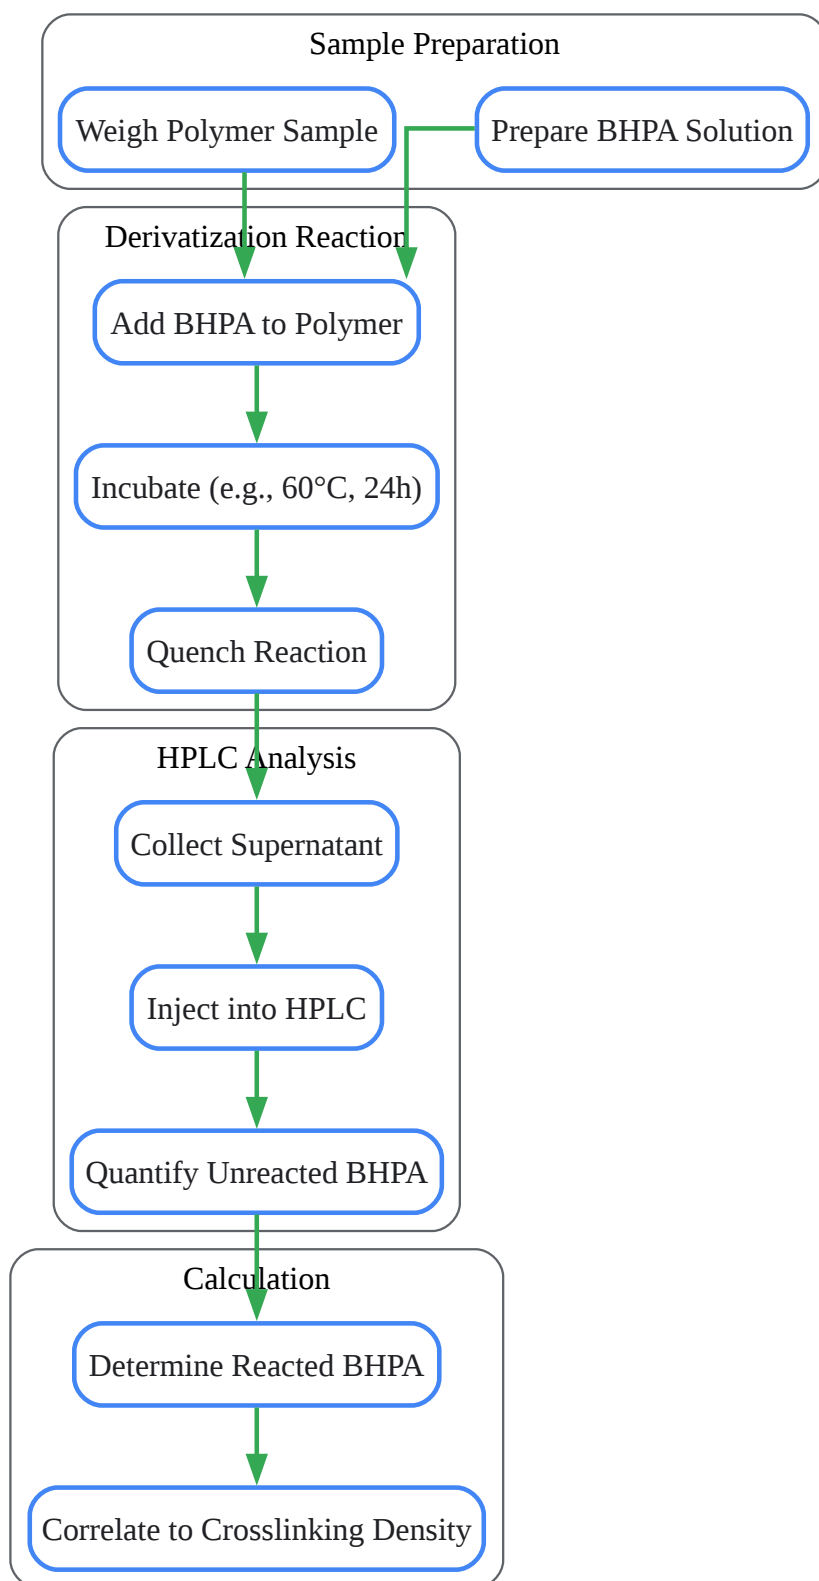 Sample Preparation
Weigh Polymer Sample
Prepare BHPA Solution
Derivatization Reaction
Add BHPA to Polymer
Incubate (e.g., 60°C, 24h)
Quench Reaction
HPLC Analysis
Collect Supernatant
Inject into HPLC
Quantify Unreacted BHPA
Calculation
Determine Reacted BHPA
Correlate to Crosslinking Density